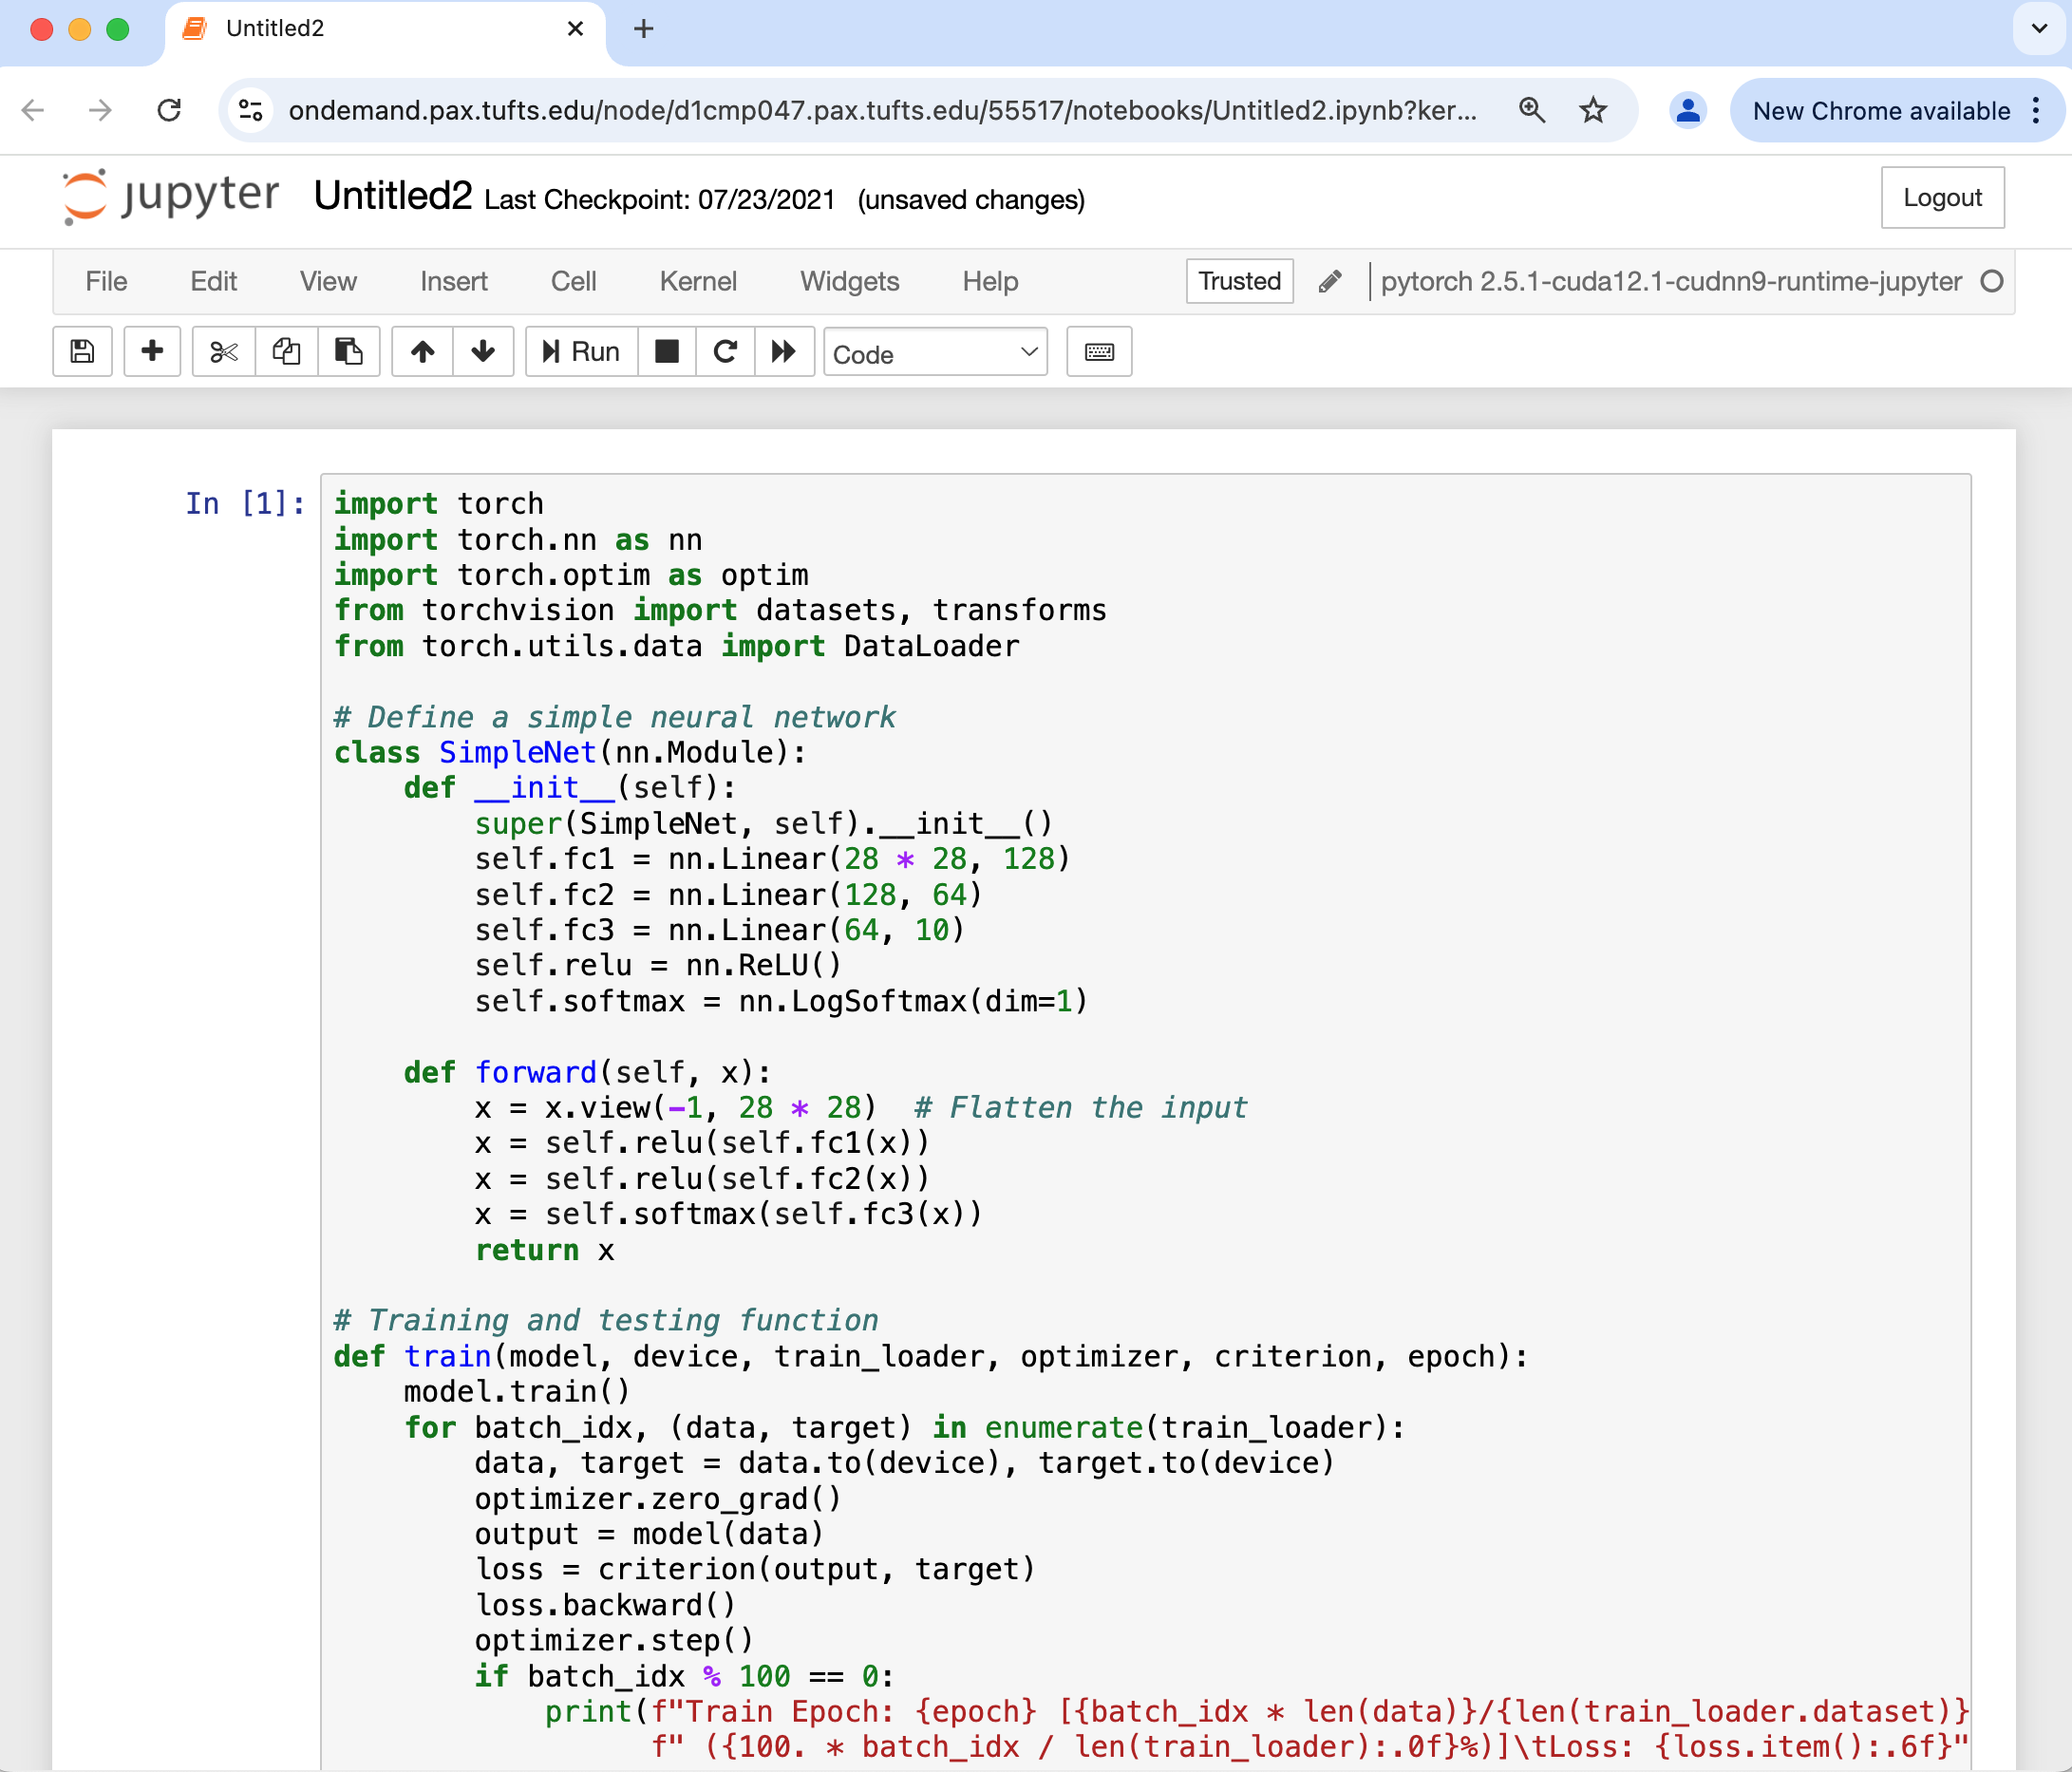 Untitled2
ondemand.pax.tufts.edu/node/d1cmp047.pax.tufts.edu/55517/notebooks/Untitled2.ipynb?ker...
New Chrome available
jupyter Untitled2 Last Checkpoint: 07/23/2021 (unsaved changes)
Logout
File Edit View Insert Cell Kernel Widgets Help Trusted pytorch 2.5.1-cuda12.1-cudnn9-runtime-jupyter
Run Code
In [1]:
import torch
import torch.nn as nn
import torch.optim as optim
from torchvision import datasets, transforms
from torch.utils.data import DataLoader

# Define a simple neural network
class SimpleNet(nn.Module):
    def __init__(self):
        super(SimpleNet, self).__init__()
        self.fc1 = nn.Linear(28 * 28, 128)
        self.fc2 = nn.Linear(128, 64)
        self.fc3 = nn.Linear(64, 10)
        self.relu = nn.ReLU()
        self.softmax = nn.LogSoftmax(dim=1)

    def forward(self, x):
        x = x.view(-1, 28 * 28)  # Flatten the input
        x = self.relu(self.fc1(x))
        x = self.relu(self.fc2(x))
        x = self.softmax(self.fc3(x))
        return x

# Training and testing function
def train(model, device, train_loader, optimizer, criterion, epoch):
    model.train()
    for batch_idx, (data, target) in enumerate(train_loader):
        data, target = data.to(device), target.to(device)
        optimizer.zero_grad()
        output = model(data)
        loss = criterion(output, target)
        loss.backward()
        optimizer.step()
        if batch_idx % 100 == 0:
            print(f"Train Epoch: {epoch} [{batch_idx * len(data)}/{len(train_loader.dataset)}
                  f" ({100. * batch_idx / len(train_loader):.0f}%)]\tLoss: {loss.item():.6f}"